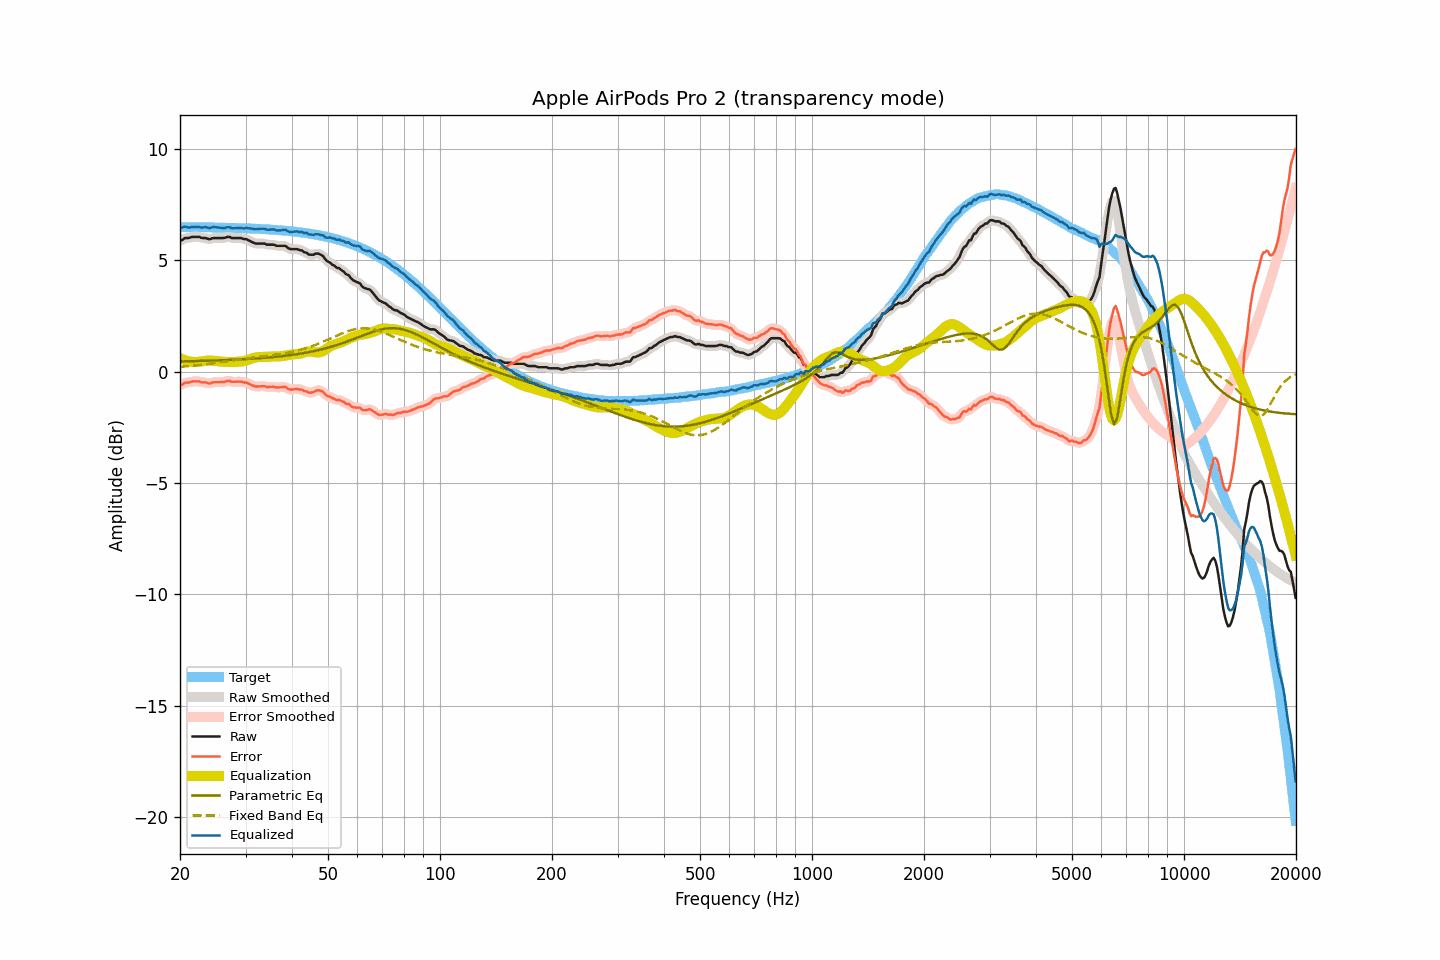 Apple AirPods Pro 2 (transparency mode)
10
5
0
−5
−10
−15
−20
Amplitude (dBr)
Target
Raw Smoothed
Error Smoothed
Raw
Error
Equalization
Parametric Eq
Fixed Band Eq
Equalized
20 50 100 200 500 1000 2000 5000 10000 20000
Frequency (Hz)